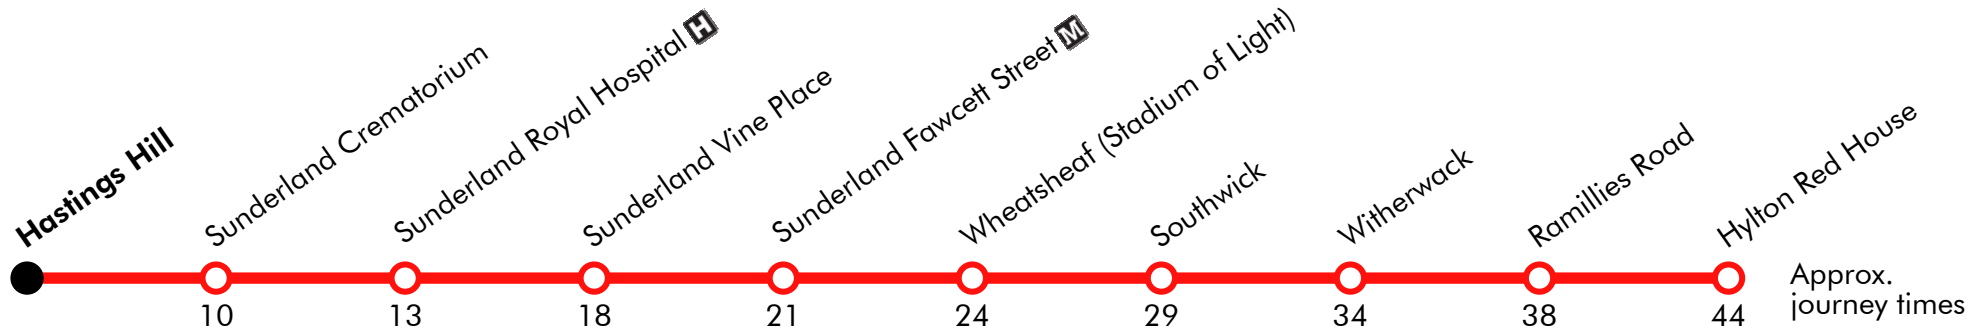 Hastings Hill
Sunderland Crematorium
Sunderland Royal Hospital H
Sunderland Vine Place
Sunderland Fawcett Street M
Wheatsheaf (Stadium of Light)
Southwick
Witherwack
Ramillies Road
Hylton Red House
10 13 18 21 24 29 34 38 44
Approx.
journey times